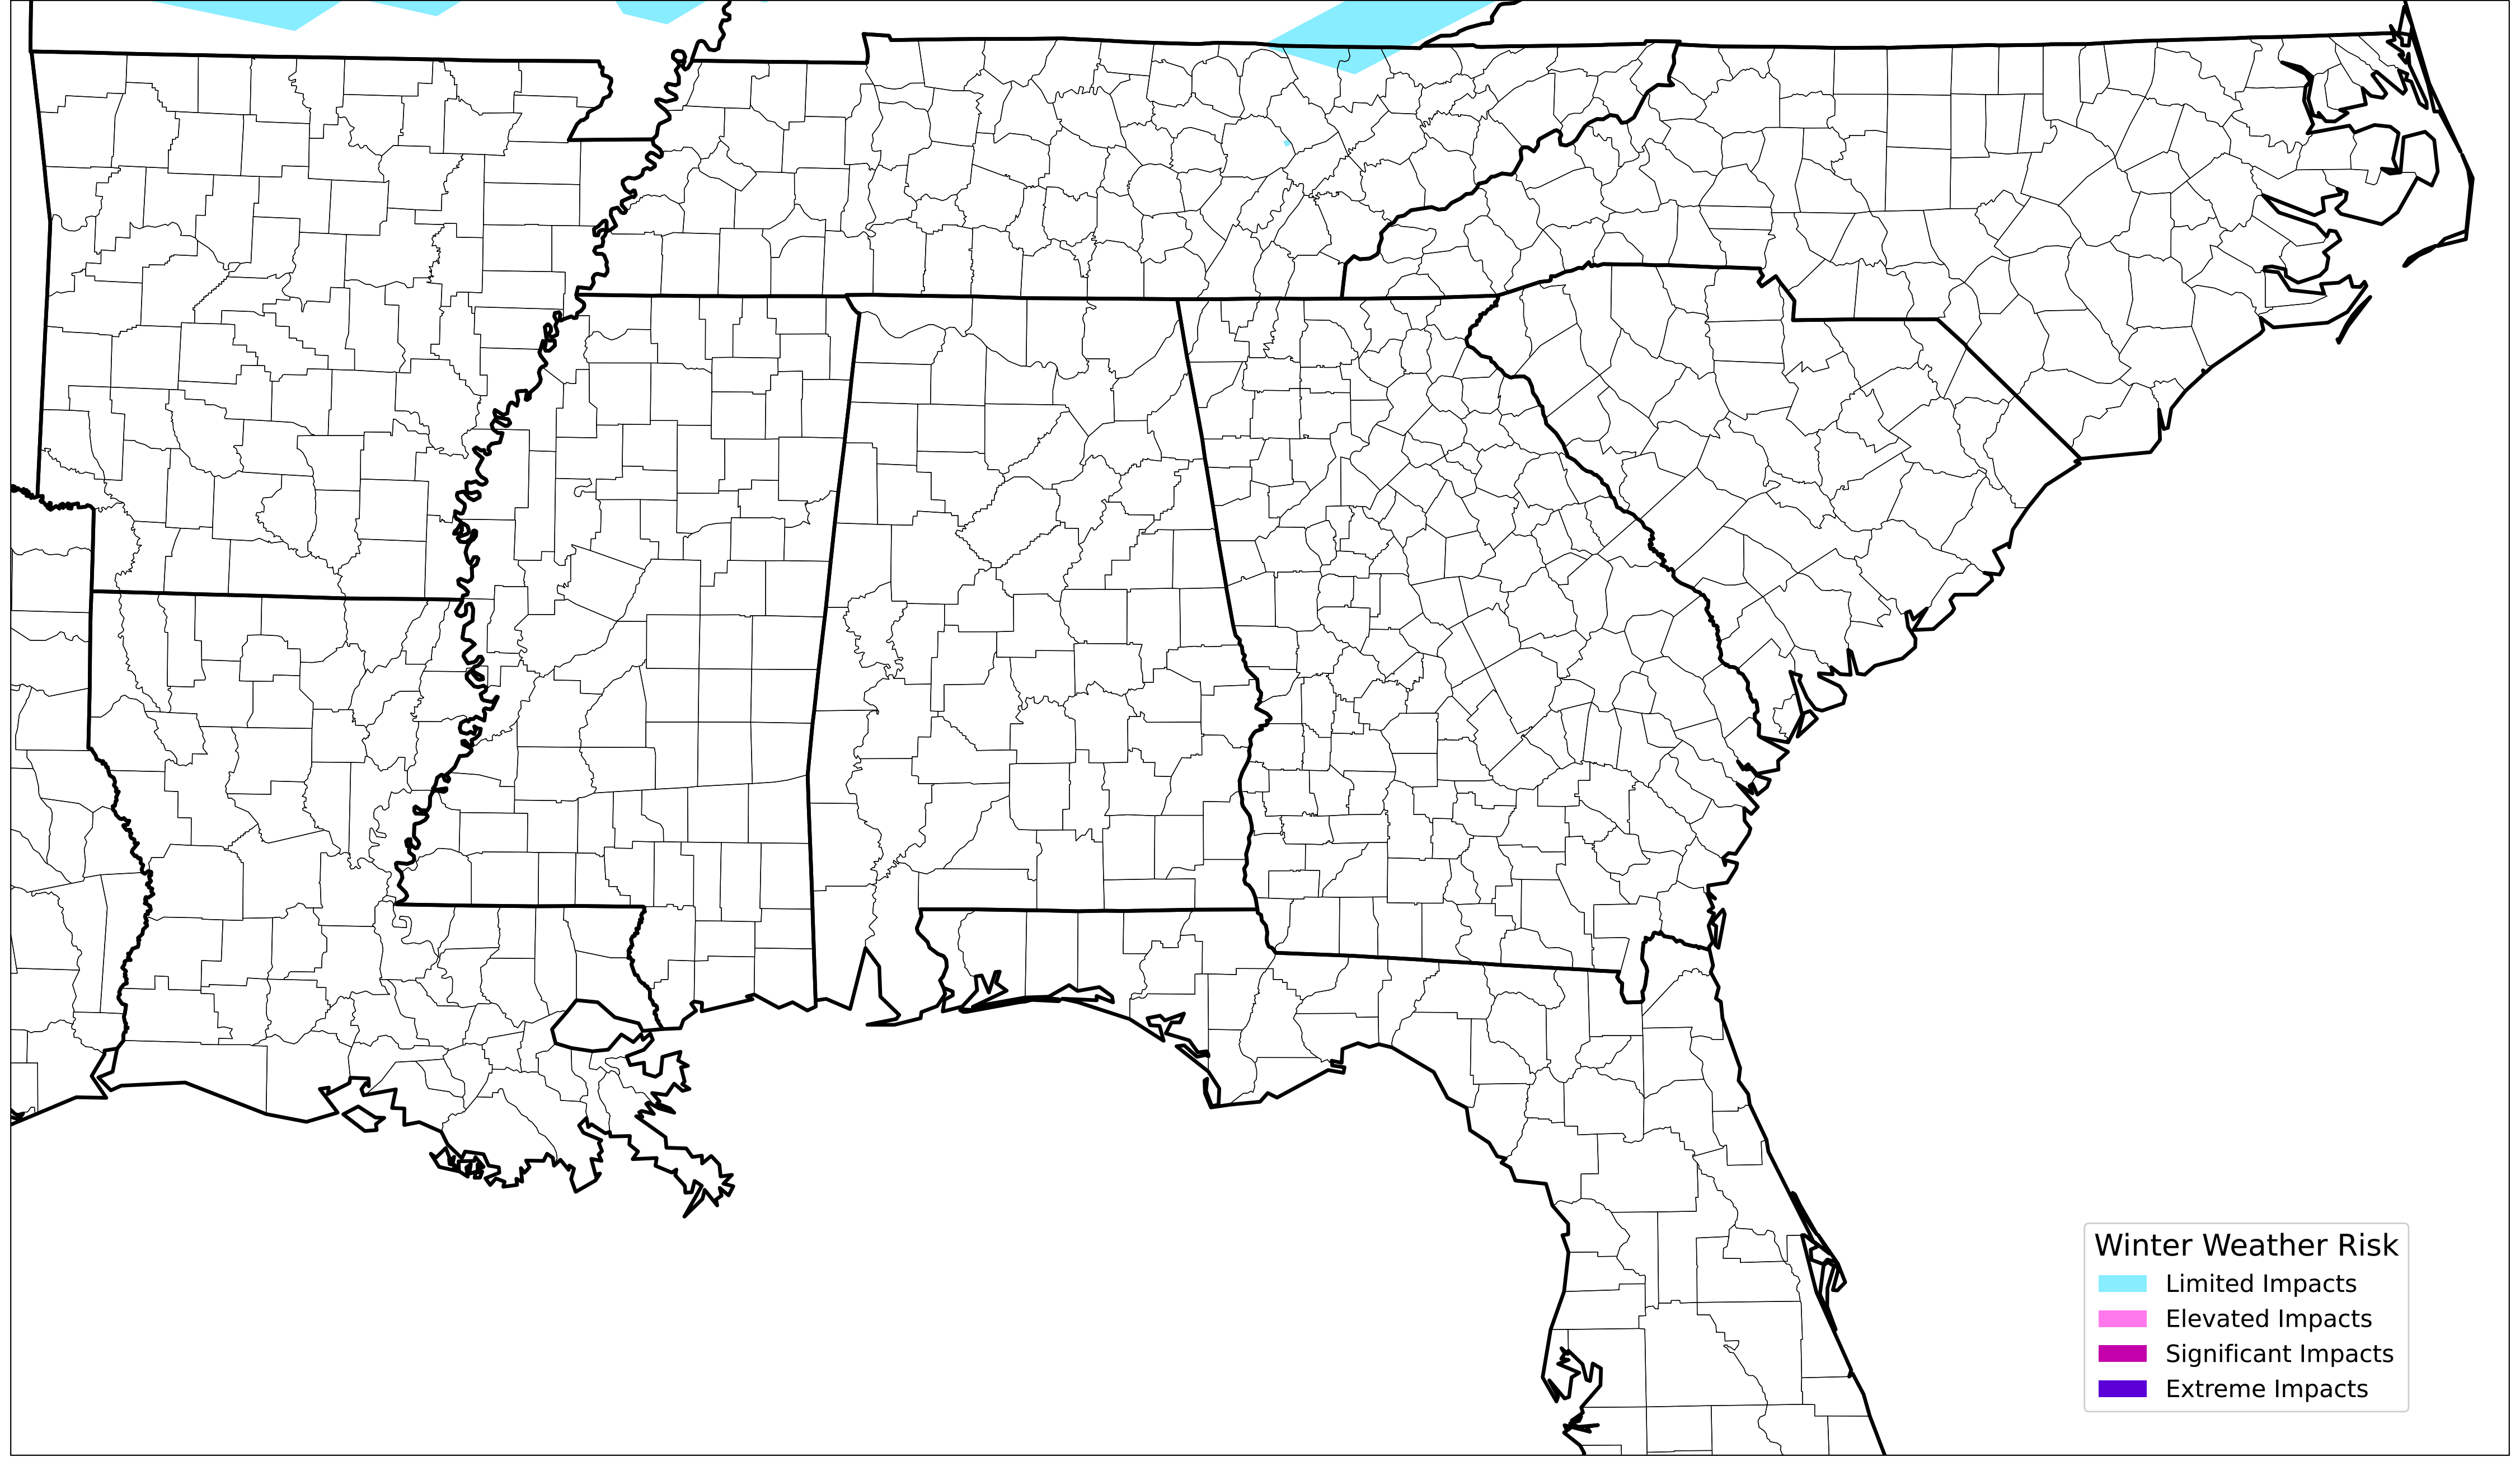 Winter Weather Risk
Limited Impacts
Elevated Impacts
Significant Impacts
Extreme Impacts